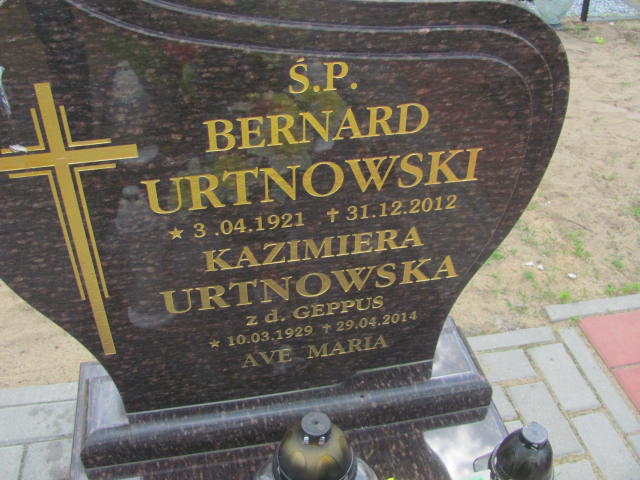 Ś.P.
BERNARD
URTNOWSKI
★ 3.04.1921 ✝ 31.12.2012
KAZIMIERA
URTNOWSKA
z d. GEPPUS
★ 10.03.1929 ✝ 29.04.2014
AVE MARIA